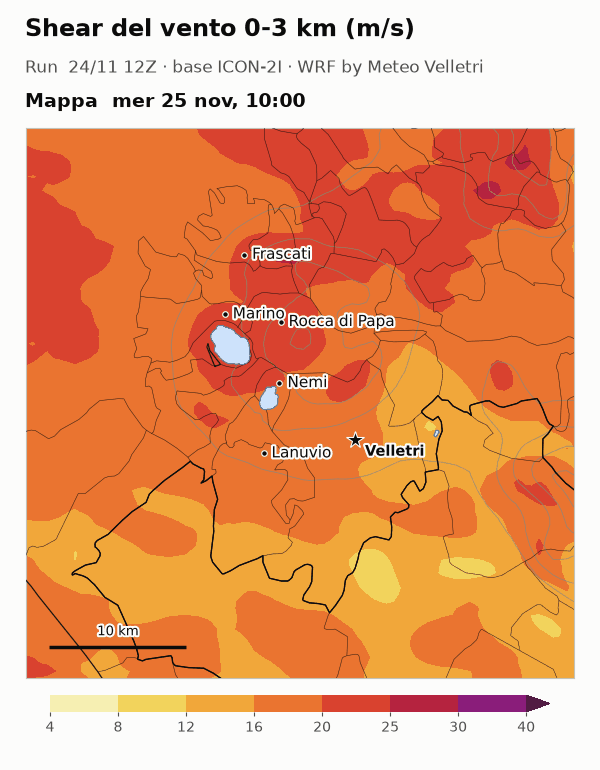 Shear del vento 0-3 km (m/s)
Run  24/11 12Z · base ICON-2I · WRF by Meteo Velletri
Mappa  mer 25 nov, 10:00
Frascati
Marino
Rocca di Papa
Nemi
Lanuvio
Velletri
10 km
4 8 12 16 20 25 30 40